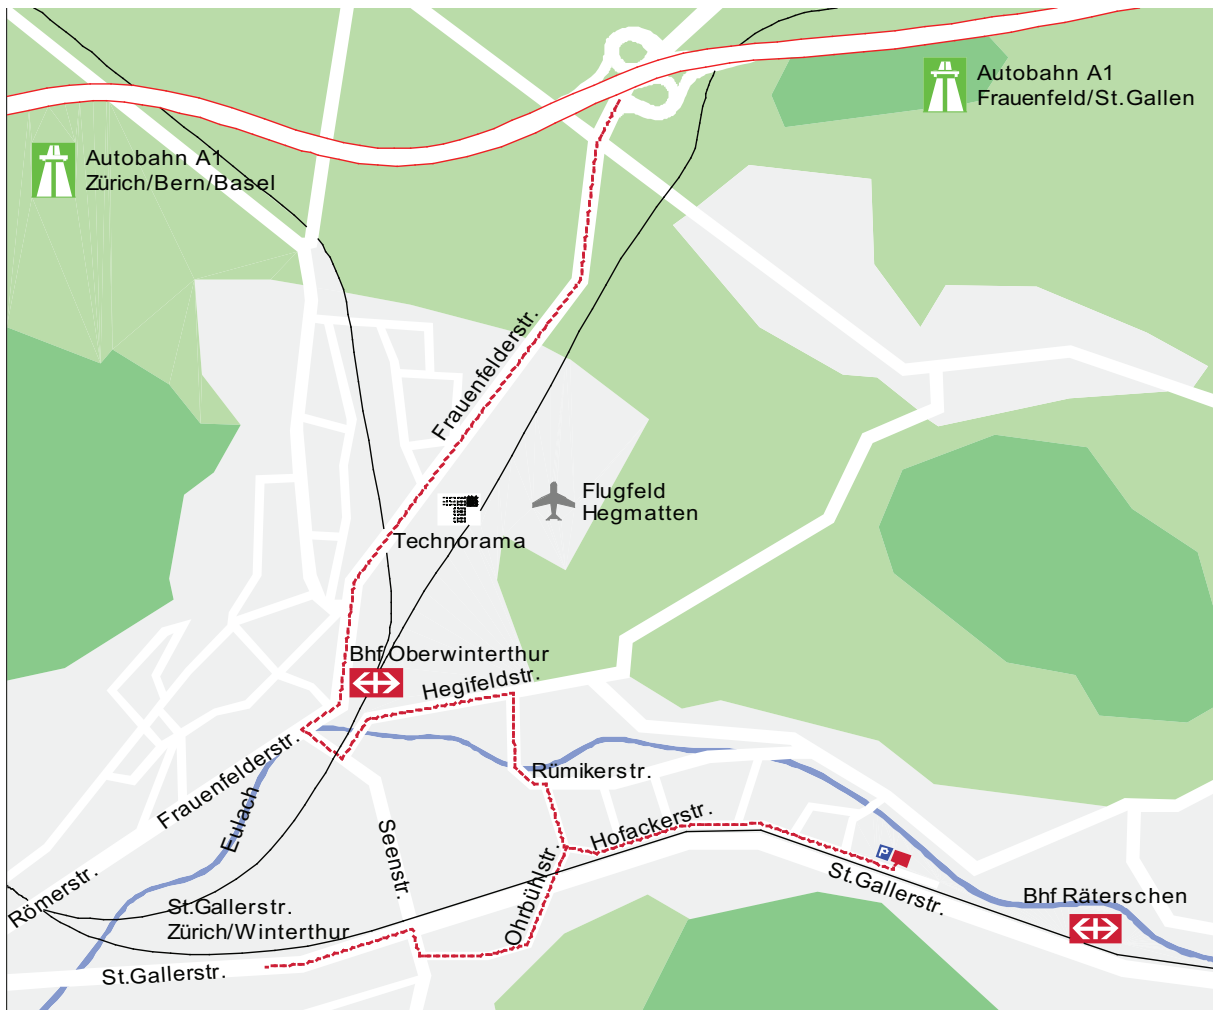 Autobahn A1
Frauenfeld/St.Gallen
Autobahn A1
Zürich/Bern/Basel
Frauenfelderstr.
Flugfeld
Hegmatten
Technorama
Bhf Oberwinterthur
Hegifeldstr.
Frauenfelderstr.
Rümikerstr.
Eulach
Hofackerstr.
Seenstr.
P
Ohrbühlstr.
St.Gallerstr.
Römerstr.
Bhf Räterschen
St.Gallerstr.
Zürich/Winterthur
St.Gallerstr.